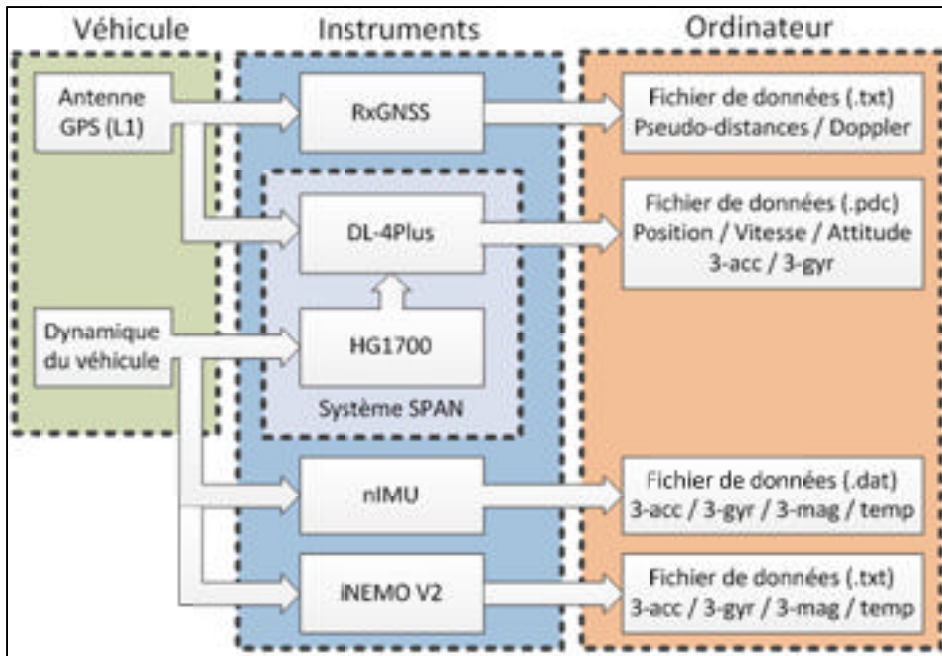 Véhicule
Instruments
Ordinateur
Antenne
GPS (L1)
RxGNSS
Fichier de données (.txt)
Pseudo-distances / Doppler
DL-4Plus
Fichier de données (.pdc)
Position / Vitesse / Attitude
3-acc / 3-gyr
Dynamique
du véhicule
HG1700
Système SPAN
nIMU
Fichier de données (.dat)
3-acc / 3-gyr / 3-mag / temp
iNEMO V2
Fichier de données (.txt)
3-acc / 3-gyr / 3-mag / temp